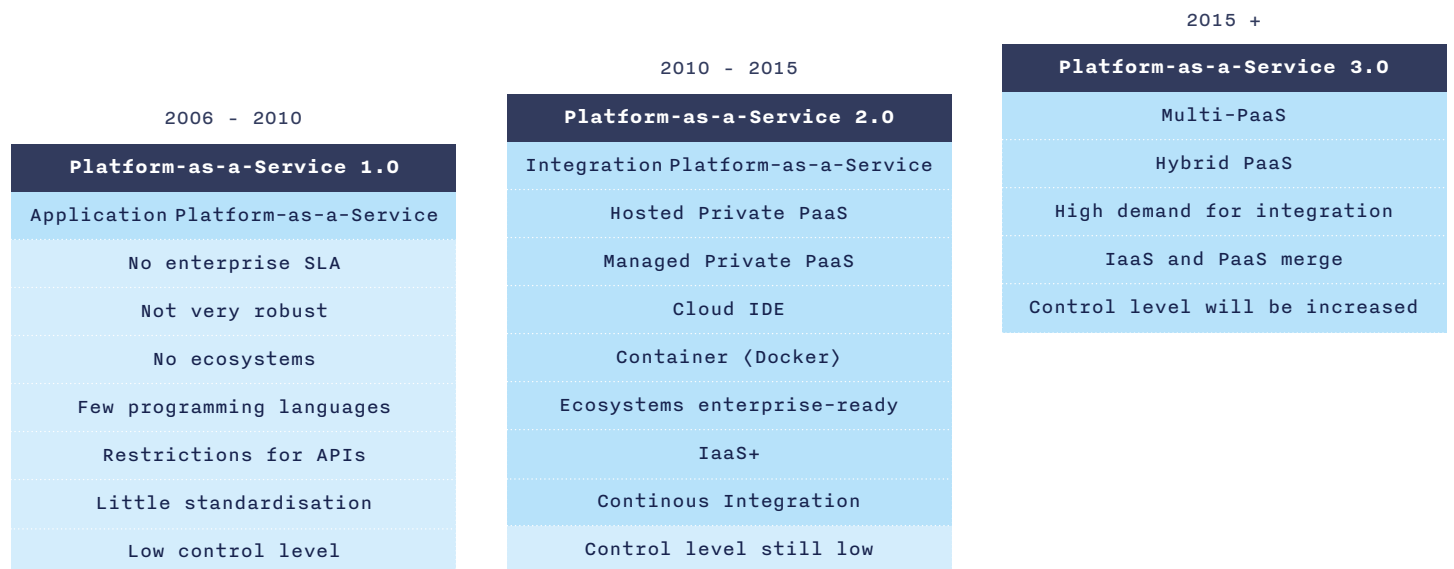 2006 - 2010
Platform-as-a-Service 1.0
Application Platform-as-a-Service
No enterprise SLA
Not very robust
No ecosystems
Few programming languages
Restrictions for APIs
Little standardisation
Low control level
2010 - 2015
Platform-as-a-Service 2.0
Integration Platform-as-a-Service
Hosted Private PaaS
Managed Private PaaS
Cloud IDE
Container (Docker)
Ecosystems enterprise-ready
IaaS+
Continous Integration
Control level still low
2015 +
Platform-as-a-Service 3.0
Multi-PaaS
Hybrid PaaS
High demand for integration
IaaS and PaaS merge
Control level will be increased